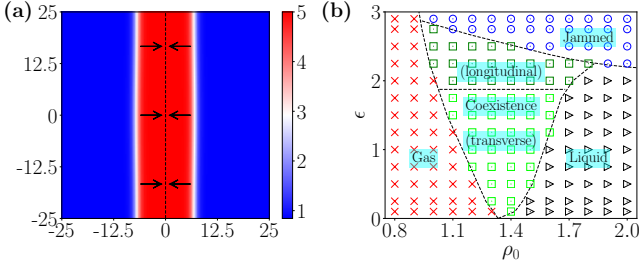 (a)
25
12.5
0
-12.5
-25
-25
-12.5
0
12.5
25
5
4
3
2
1
(b)
3
2
1
0
ϵ
Jammed
(longitudinal)
Coexistence
(transverse)
Gas
Liquid
0.8
1.1
1.4
1.7
2.0
ρ₀